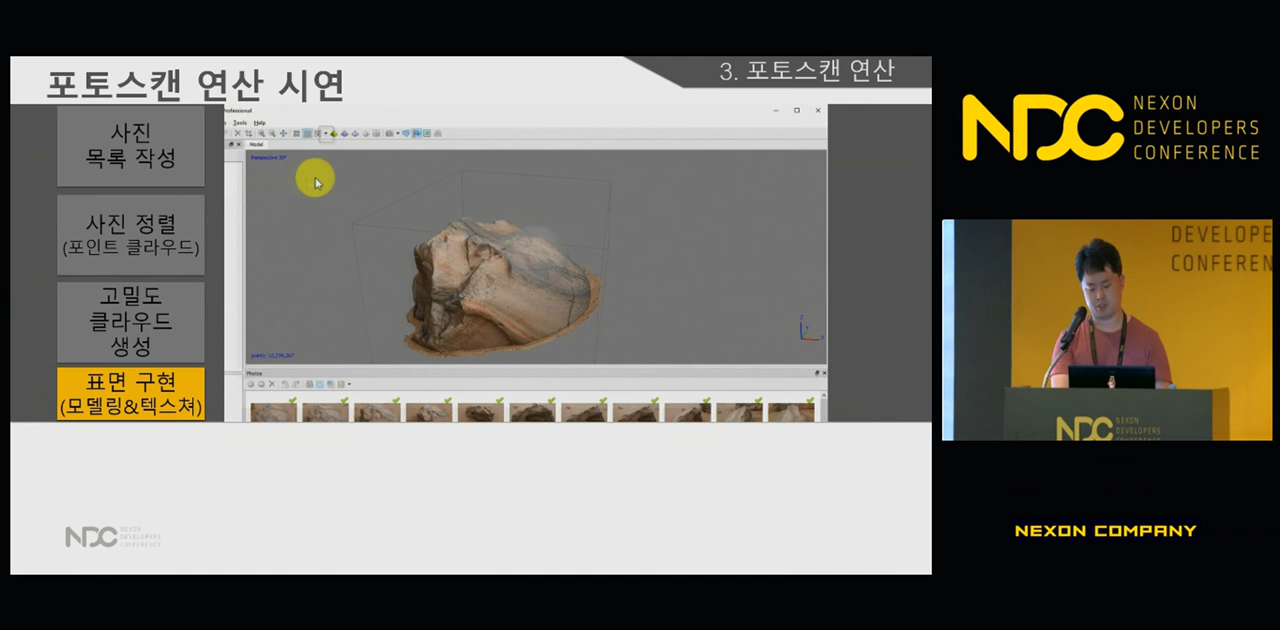 포토스캔 연산 시연
3. 포토스캔 연산
사진
목록 작성
사진 정렬
(포인트 클라우드)
고밀도
클라우드
생성
표면 구현
(모델링&텍스쳐)
Tools Help
Model
Perspective 30°
Photos
NDC
NEXON
DEVELOPERS
CONFERENCE
NDC
NEXON
DEVELOPERS
CONFERENCE
DEVELOPE
CONFEREN
NDC
NEXON
DEVELOPERS
CONFERENCE
NEXON COMPANY